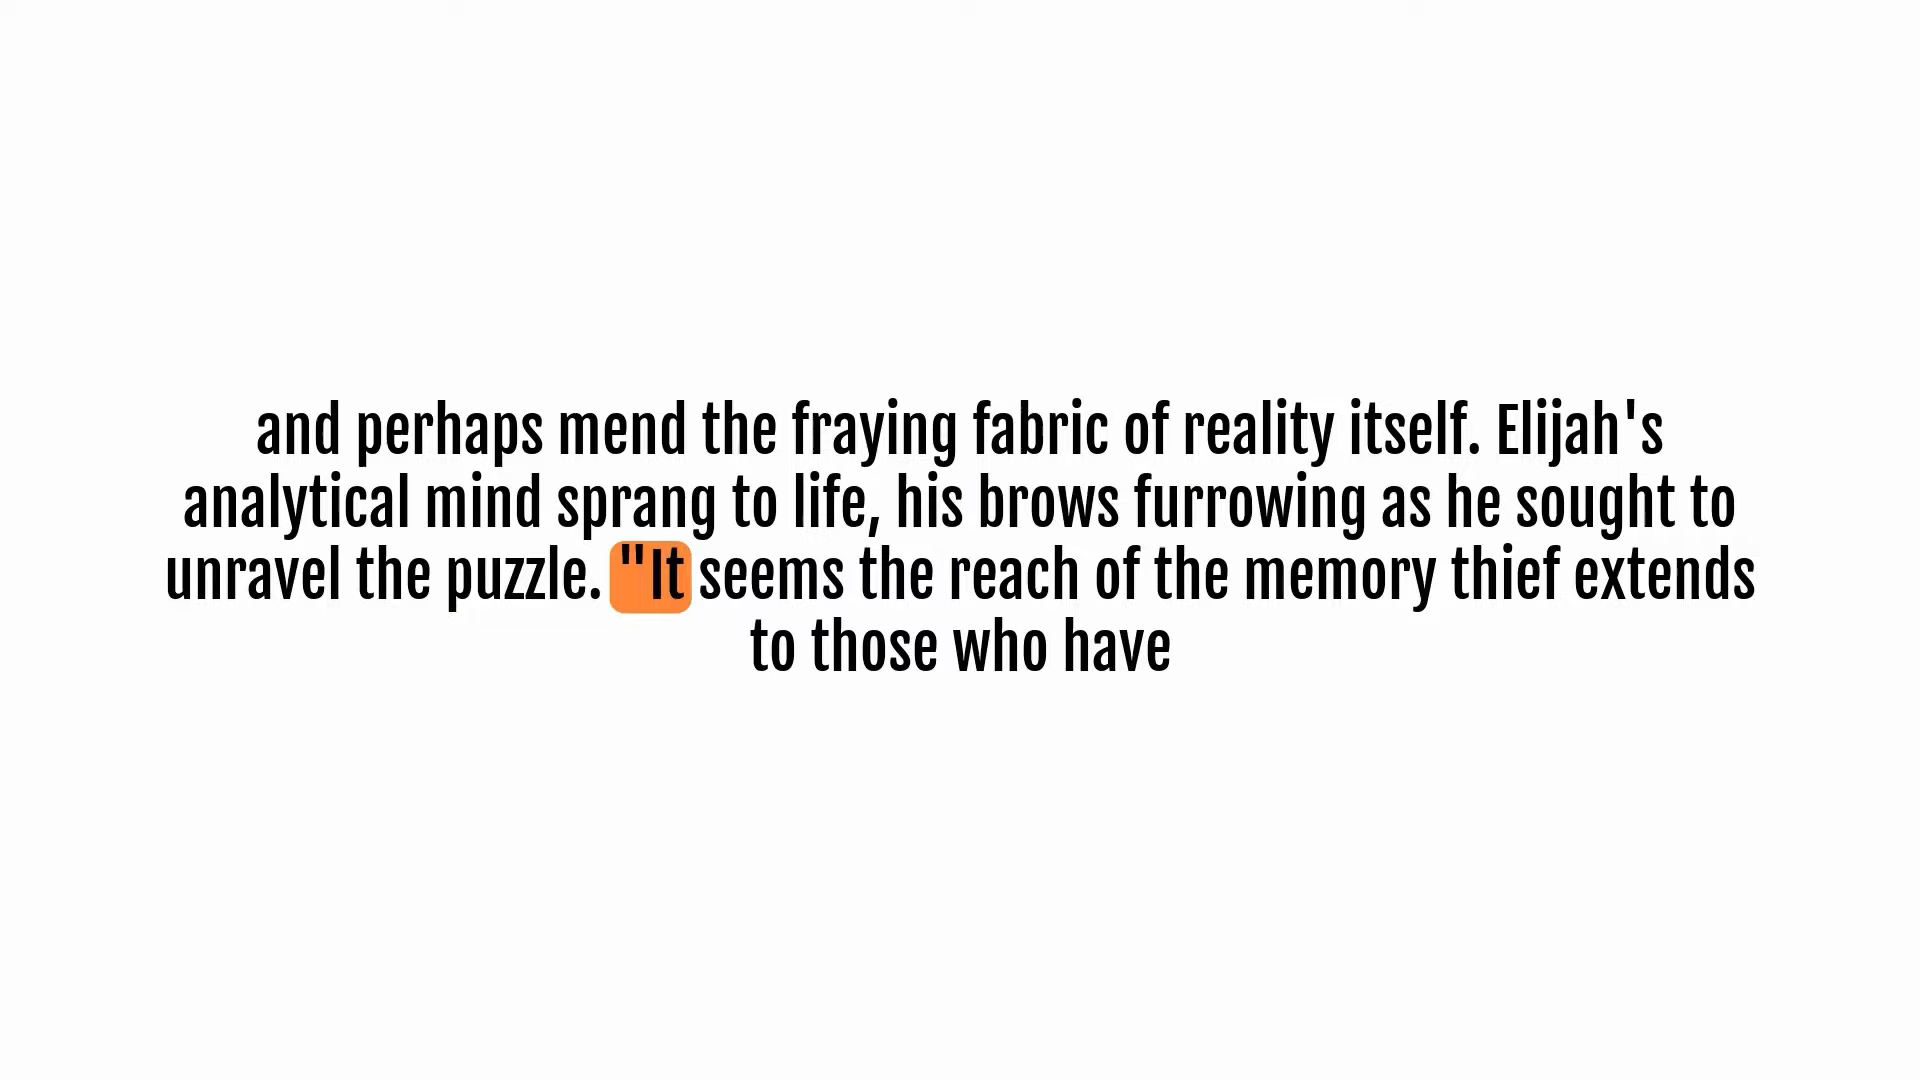 and perhaps mend the fraying fabric of reality itself. Elijah's
analytical mind sprang to life, his brows furrowing as he sought to
unravel the puzzle. "It seems the reach of the memory thief extends
to those who have